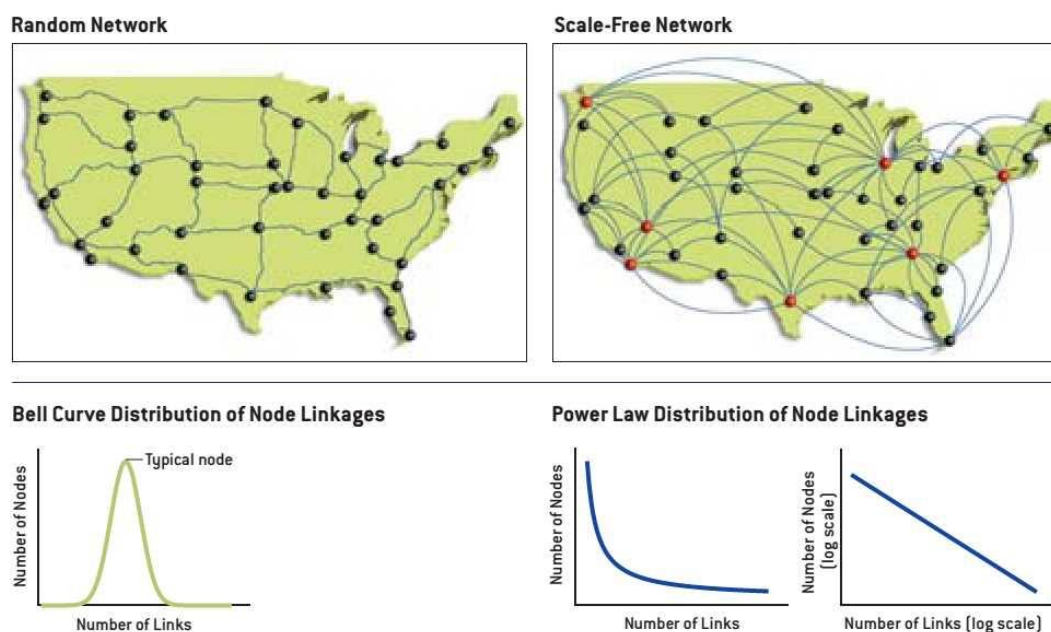 Random Network
Scale-Free Network
Bell Curve Distribution of Node Linkages
Typical node
Number of Nodes
Number of Links
Power Law Distribution of Node Linkages
Number of Nodes
Number of Links
Number of Nodes
(log scale)
Number of Links (log scale)